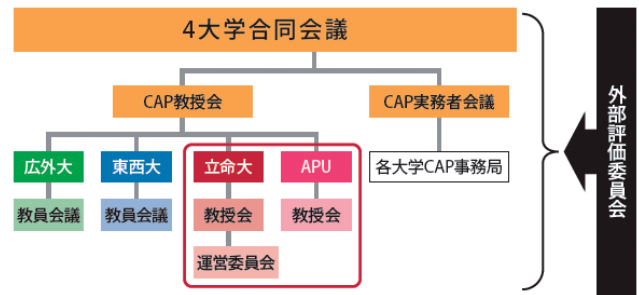 4大学合同会議
CAP教授会
CAP実務者会議
広外大
東西大
立命大
APU
各大学CAP事務局
教員会議
教員会議
教授会
教授会
運営委員会
外部評価委員会